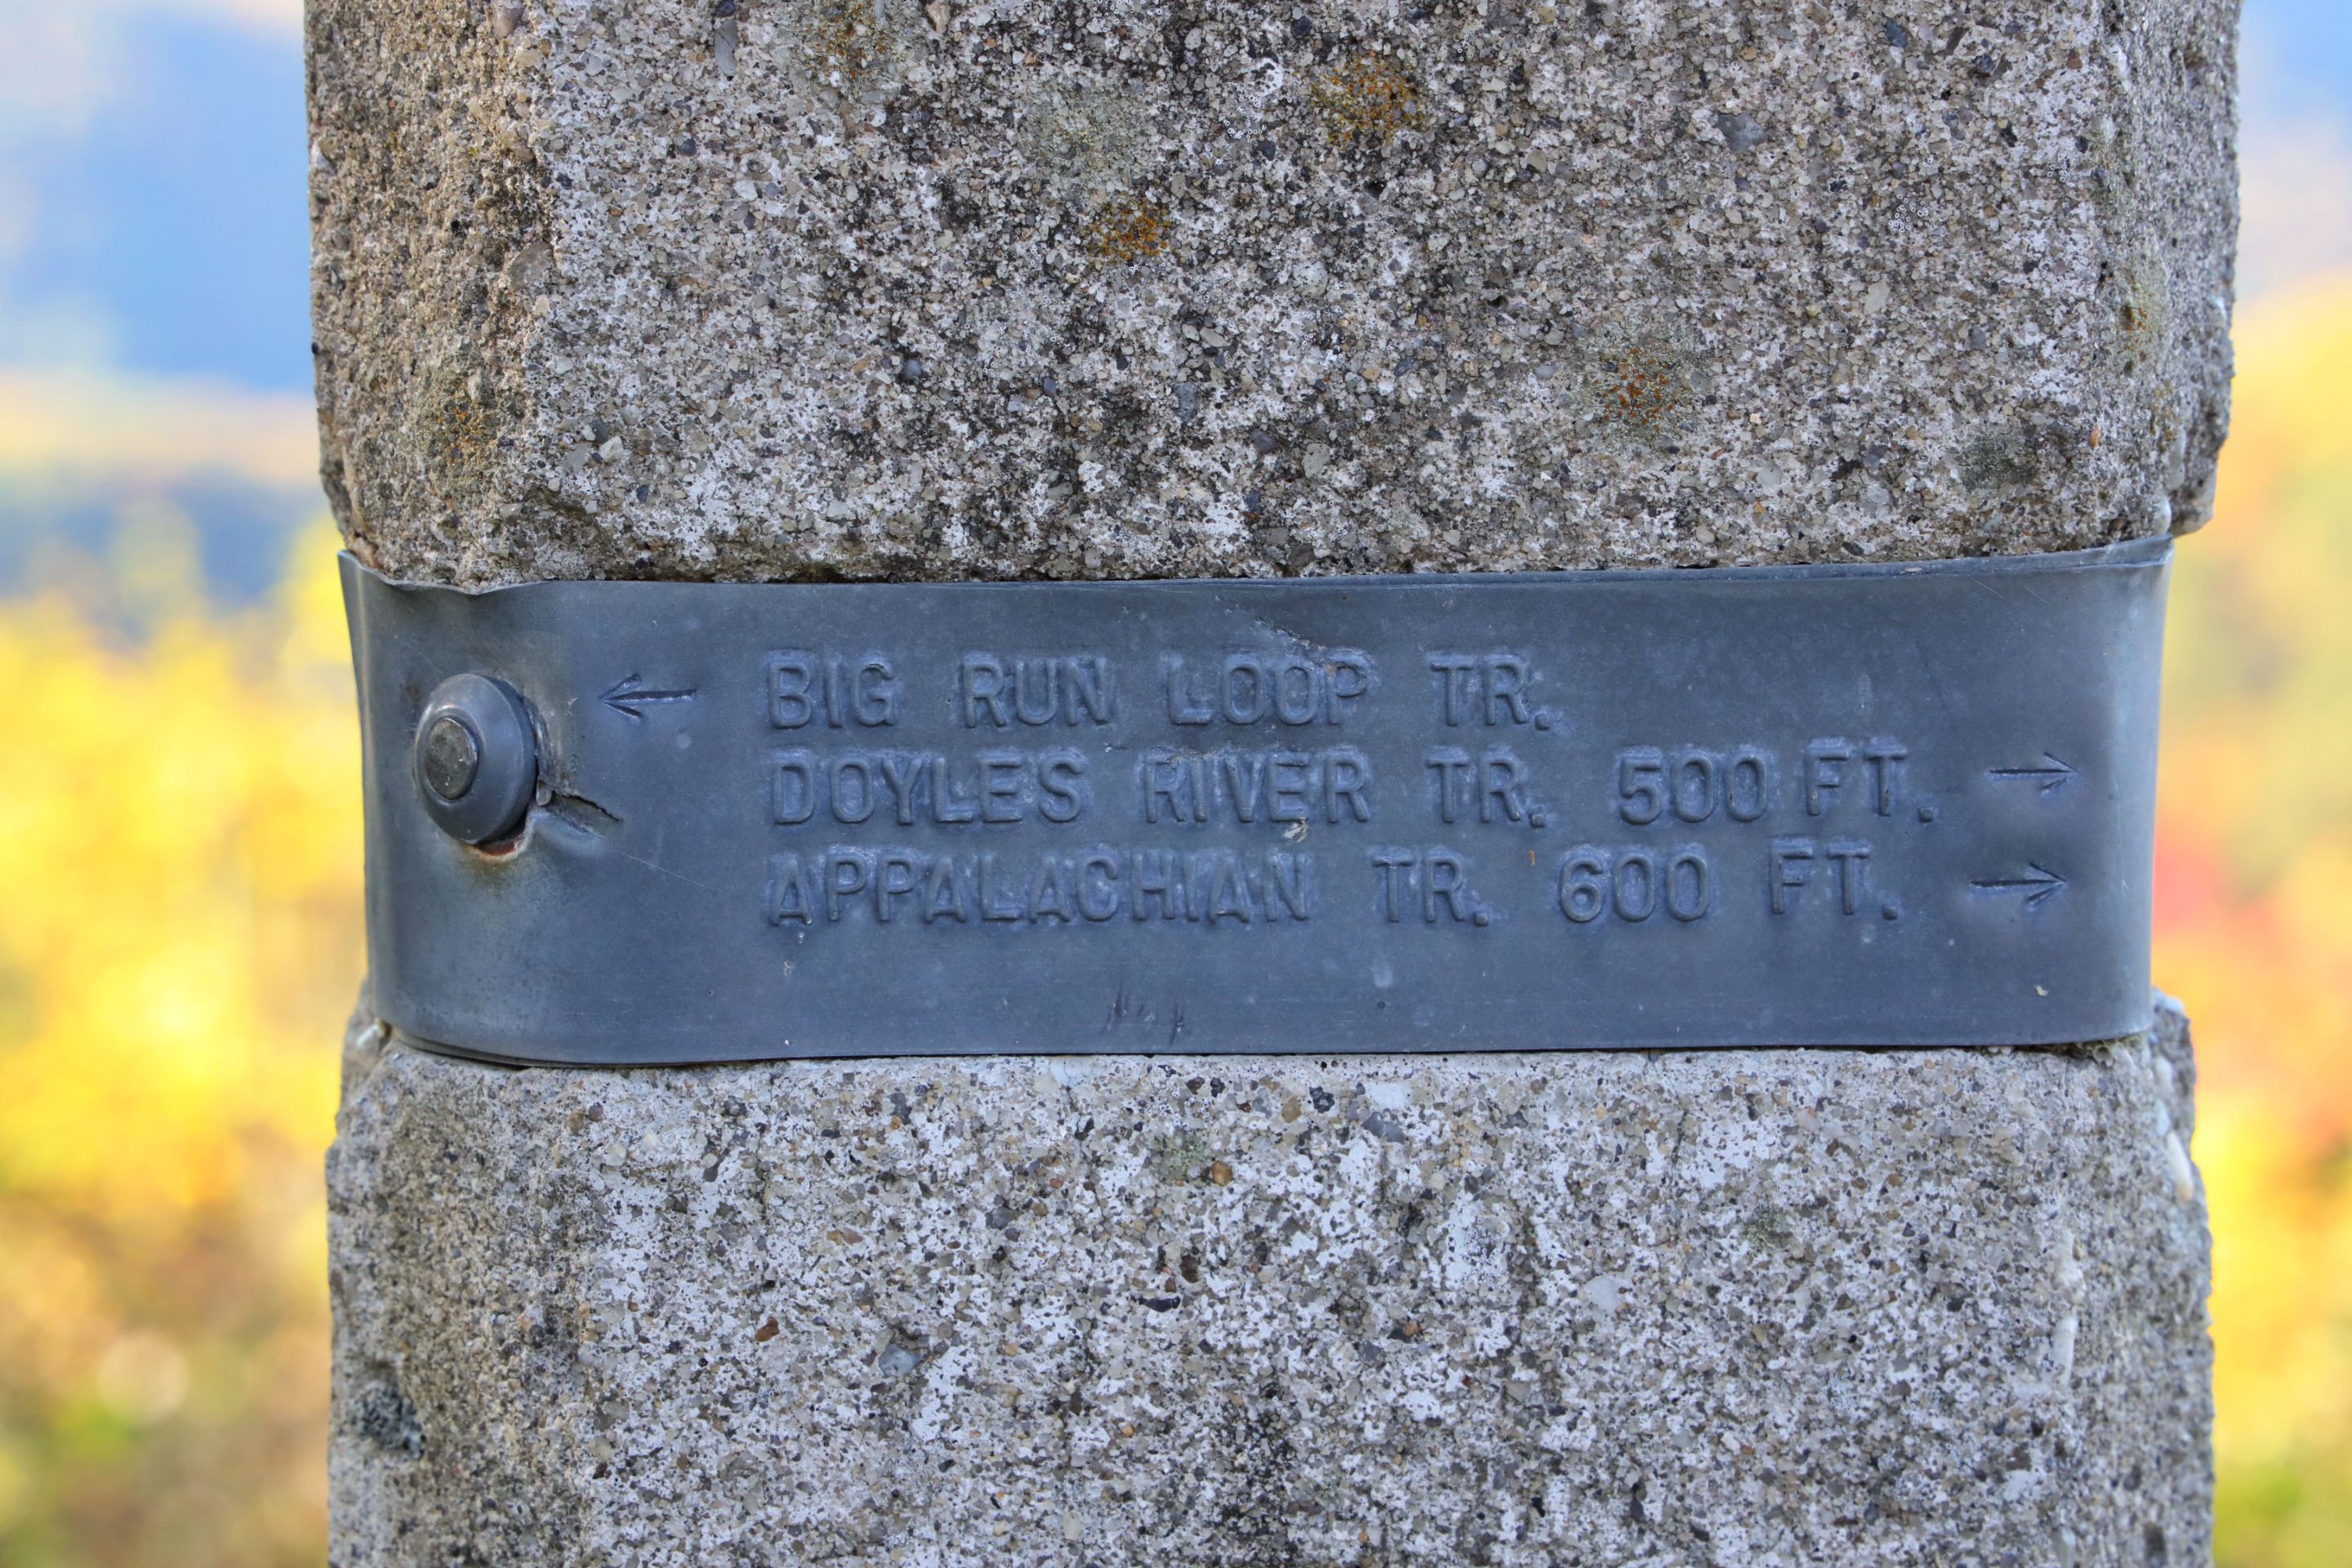 ← BIG RUN LOOP TR.
DOYLES RIVER TR. 500 FT. →
APPALACHIAN TR. 600 FT. →